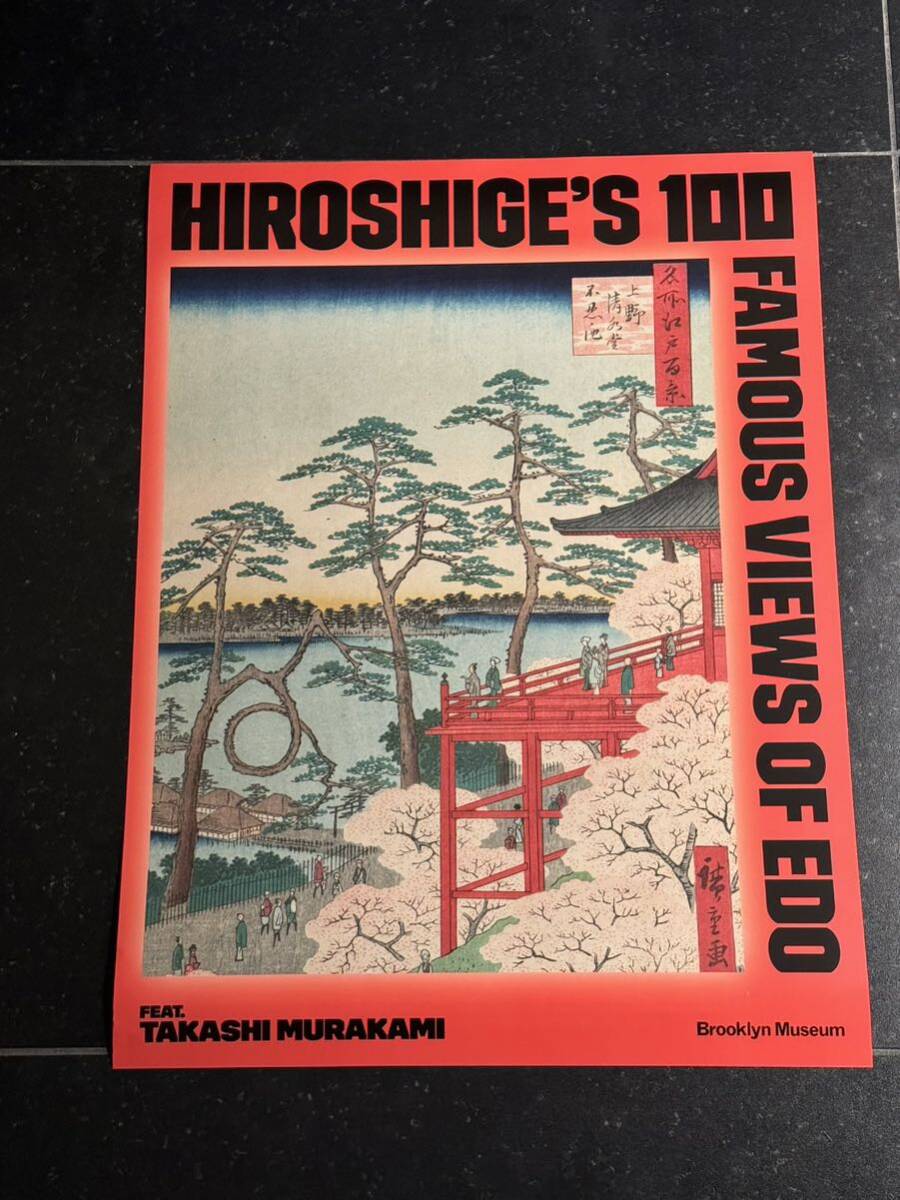 HIROSHIGE'S 100
FAMOUS VIEWS OF EDO
名所江戸百景
上野
清水堂
不忍池
廣重画
FEAT.
TAKASHI MURAKAMI
Brooklyn Museum